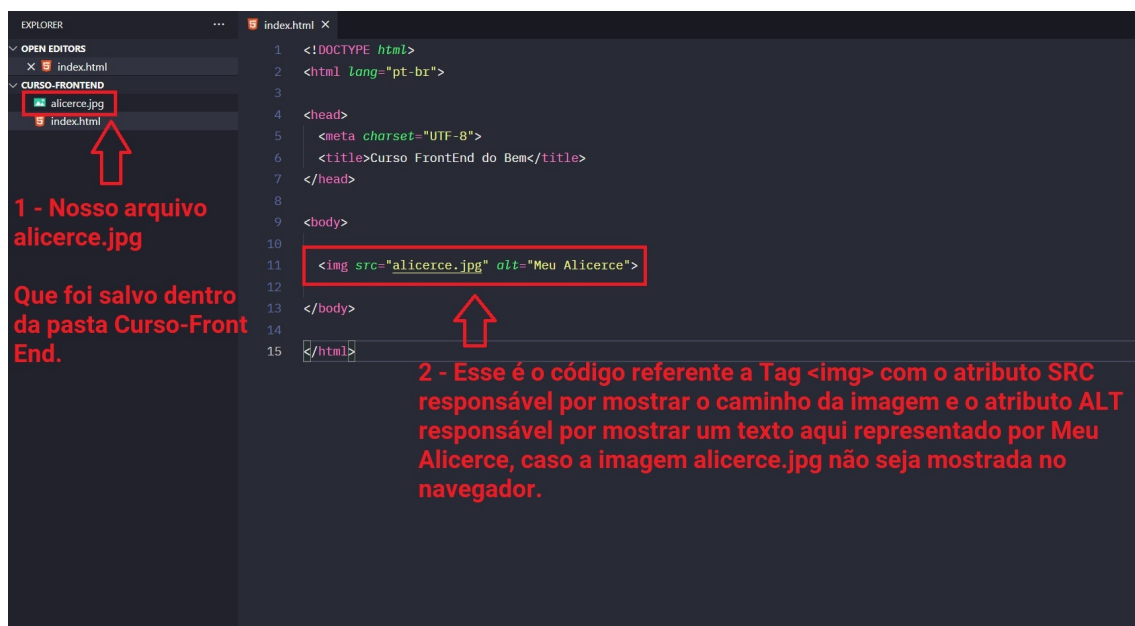 EXPLORER ...
OPEN EDITORS
index.html
CURSO-FRONTEND
alicerce.jpg
index.html
1 - Nosso arquivo
alicerce.jpg
Que foi salvo dentro
da pasta Curso-Front
End.
index.html
1 <!DOCTYPE html>
2 <html lang="pt-br">
3
4 <head>
5 <meta charset="UTF-8">
6 <title>Curso FrontEnd do Bem</title>
7 </head>
8
9 <body>
10
11 <img src="alicerce.jpg" alt="Meu Alicerce">
12
13 </body>
14
15 </html>
2 - Esse é o código referente a Tag <img> com o atributo SRC
responsável por mostrar o caminho da imagem e o atributo ALT
responsável por mostrar um texto aqui representado por Meu
Alicerce, caso a imagem alicerce.jpg não seja mostrada no
navegador.